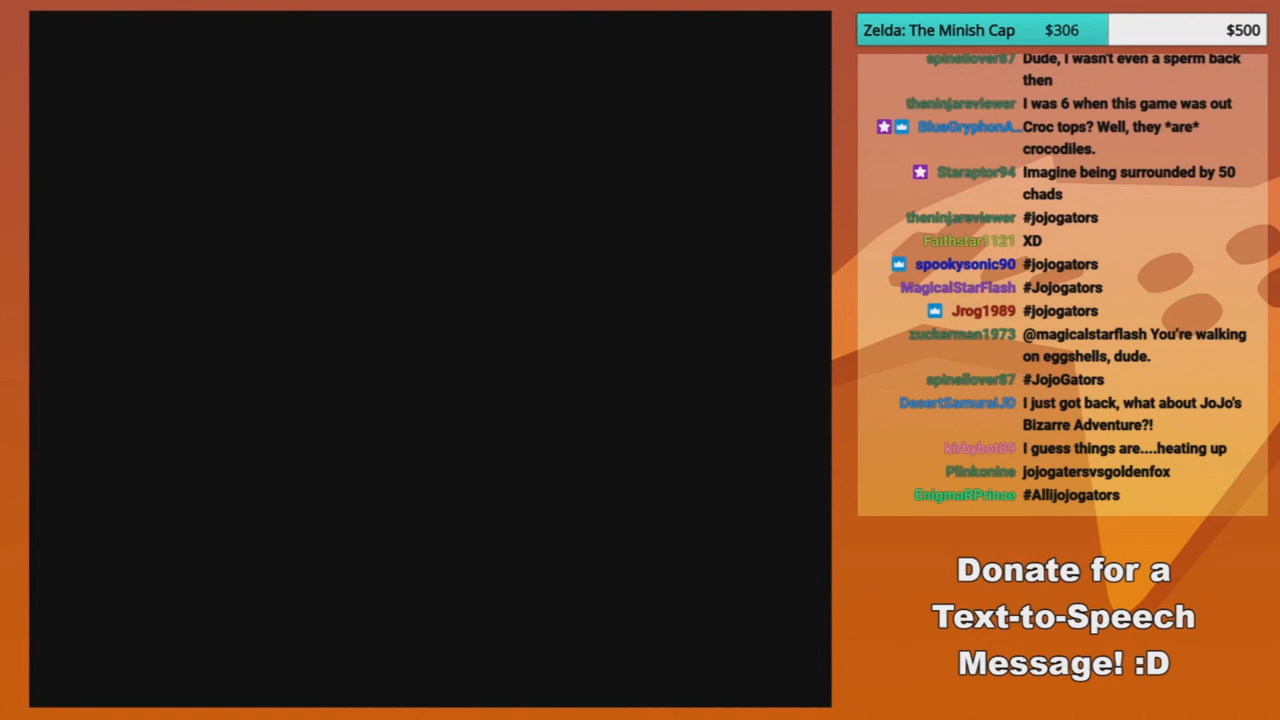 Zelda: The Minish Cap $306 $500
spinellover87 Dude, I wasn't even a sperm back
then
theninjareviewer I was 6 when this game was out
BlueGryphonA... Croc tops? Well, they *are*
crocodiles.
Staraptor94 Imagine being surrounded by 50
chads
theninjareviewer #jojogators
Faithstar1121 XD
spookysonic90 #jojogators
MagicalStarFlash #Jojogators
Jrog1989 #jojogators
zuckerman1973 @magicalstarflash You're walking
on eggshells, dude.
spinellover87 #JojoGators
DesertSamuraiJD I just got back, what about JoJo's
Bizarre Adventure?!
kirbybot89 I guess things are....heating up
Plinkonine jojogatersvsgoldenfox
EnigmaRPrince #Allijojogators
Donate for a
Text-to-Speech
Message! :D